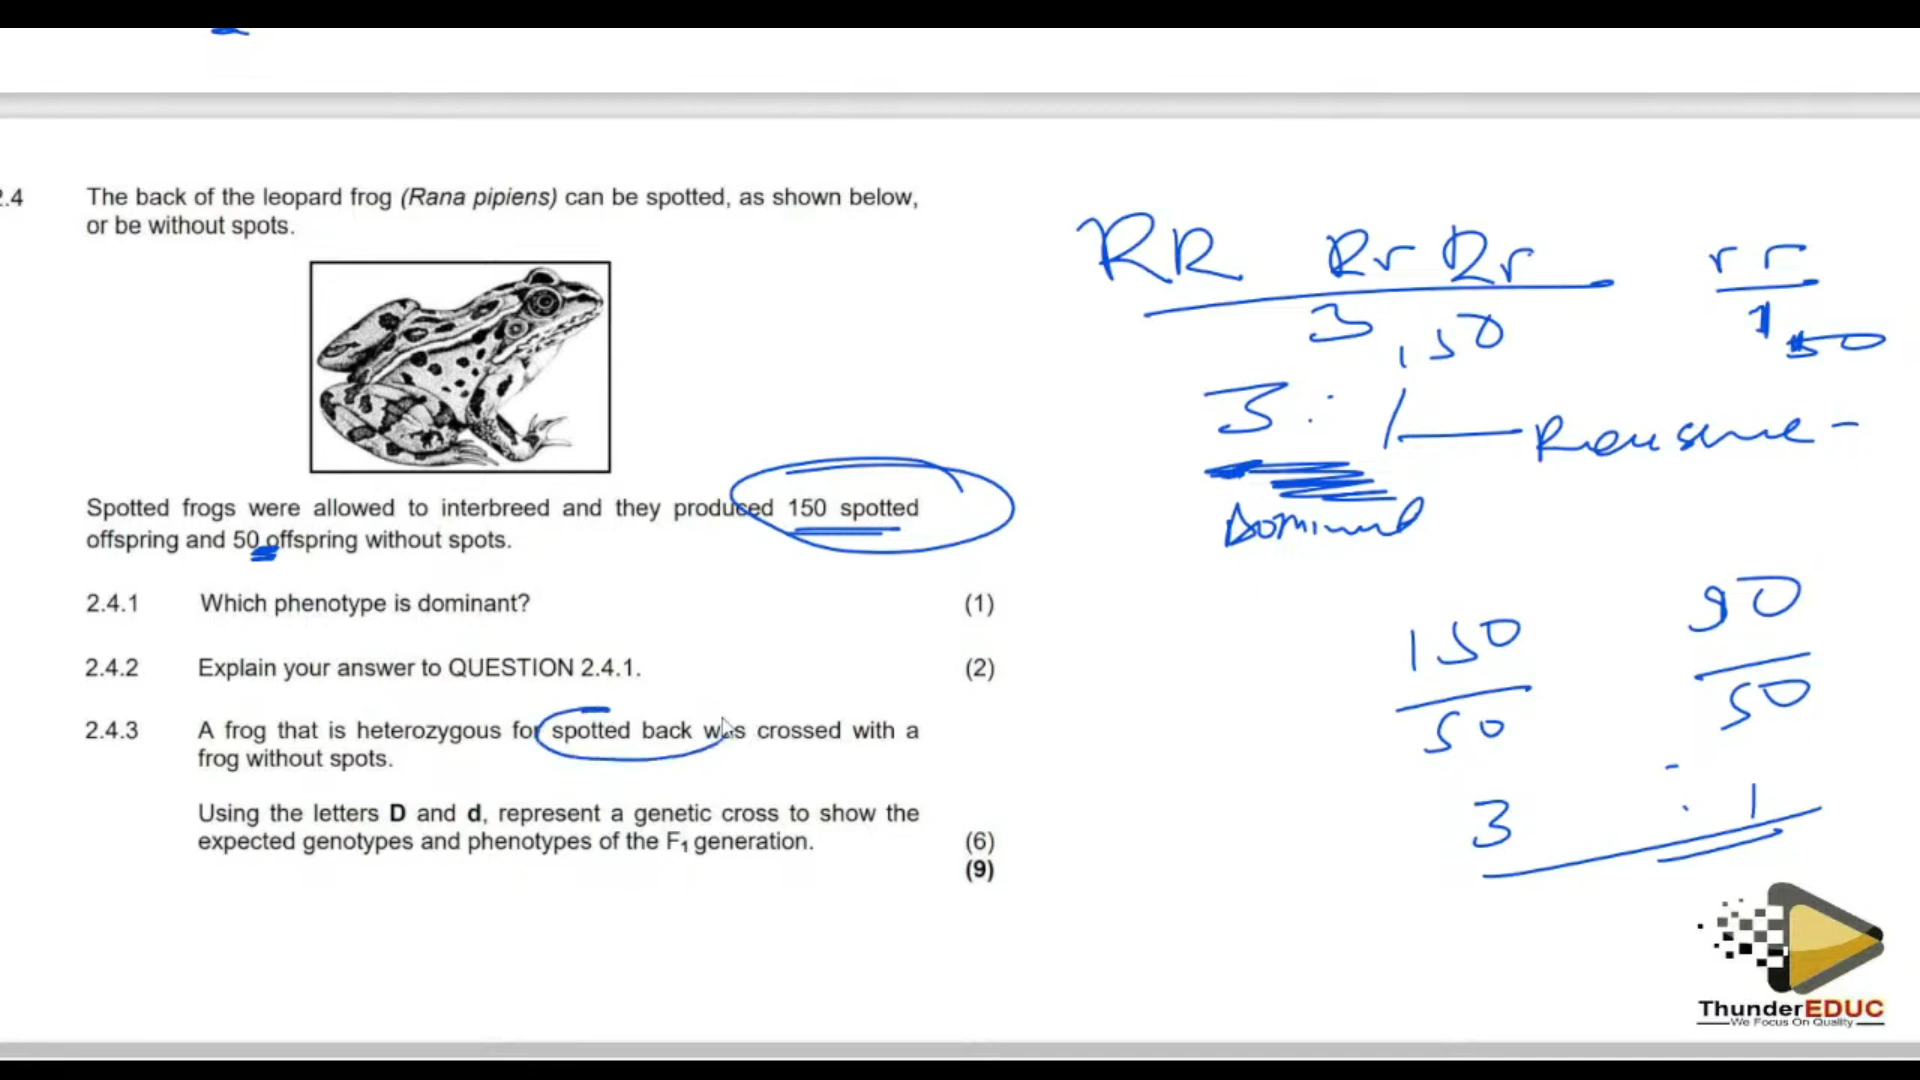 2.4 The back of the leopard frog (Rana pipiens) can be spotted, as shown below,
or be without spots.
Spotted frogs were allowed to interbreed and they produced 150 spotted
offspring and 50 offspring without spots.
2.4.1 Which phenotype is dominant? (1)
2.4.2 Explain your answer to QUESTION 2.4.1. (2)
2.4.3 A frog that is heterozygous for spotted back was crossed with a
frog without spots.
Using the letters D and d, represent a genetic cross to show the
expected genotypes and phenotypes of the F1 generation. (6)
(9)
RR Rr Rr rr
3 1
150 50
3 : 1
150
50
50
3 : 1
ThunderEDUC
We Focus On Quality